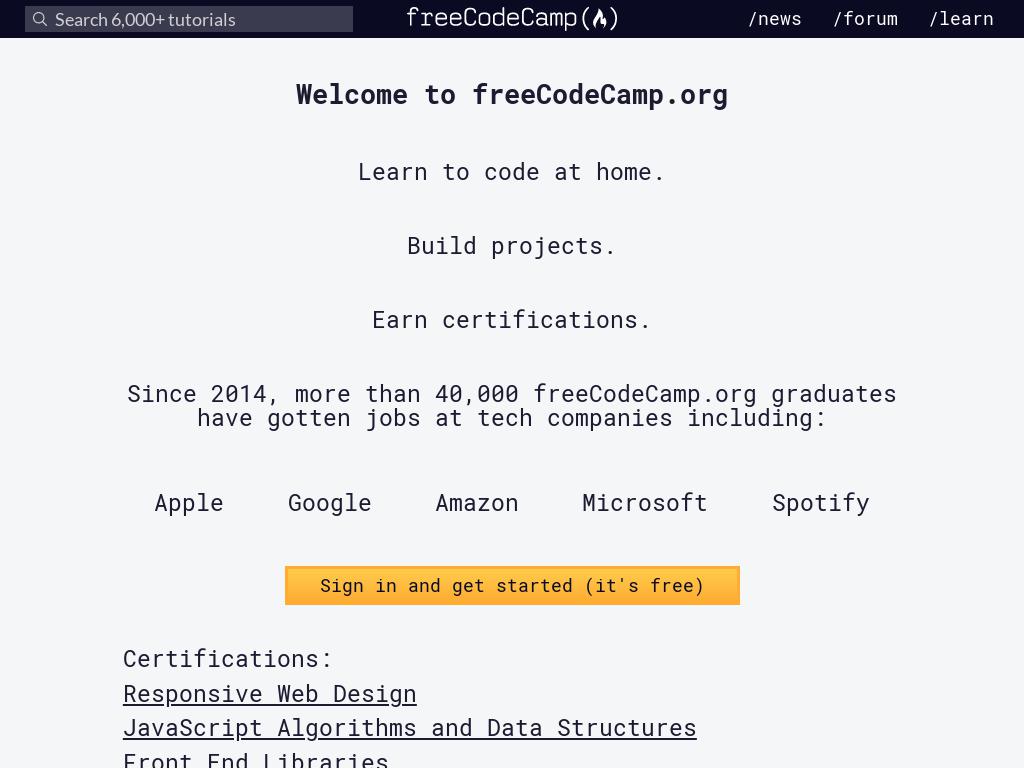 Search 6,000+ tutorials
freeCodeCamp
/news
/forum
/learn
Welcome to freeCodeCamp.org
Learn to code at home.
Build projects.
Earn certifications.
Since 2014, more than 40,000 freeCodeCamp.org graduates
have gotten jobs at tech companies including:
Apple Google Amazon Microsoft Spotify
Sign in and get started (it's free)
Certifications:
Responsive Web Design
JavaScript Algorithms and Data Structures
Front End Libraries